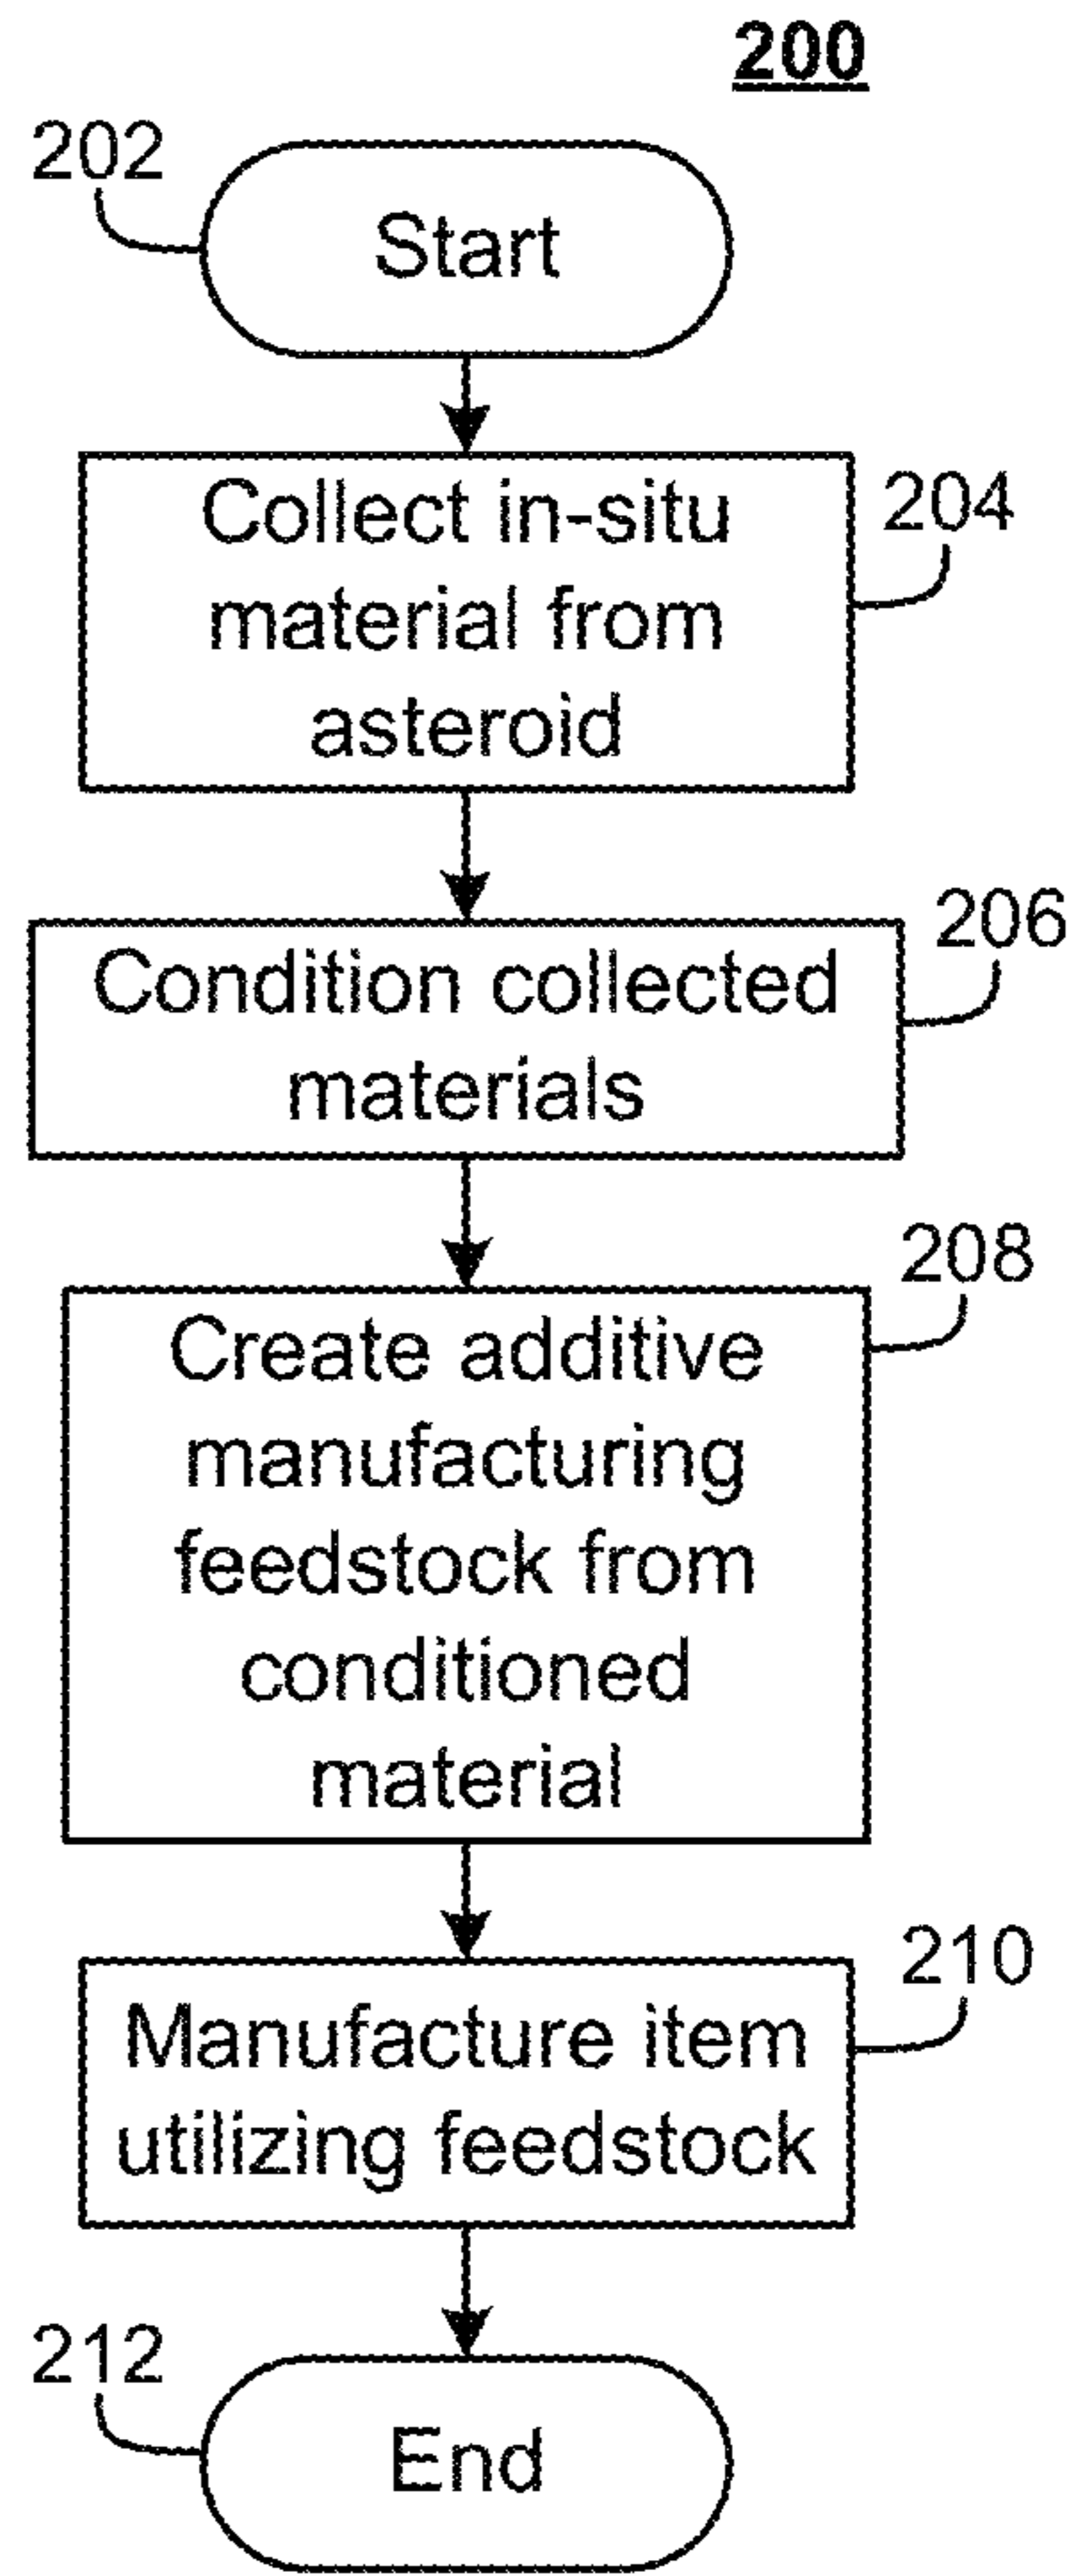 200
202
Start
Collect in-situ
material from
asteroid
204
Condition collected
materials
206
Create additive
manufacturing
feedstock from
conditioned
material
208
Manufacture item
utilizing feedstock
210
212
End